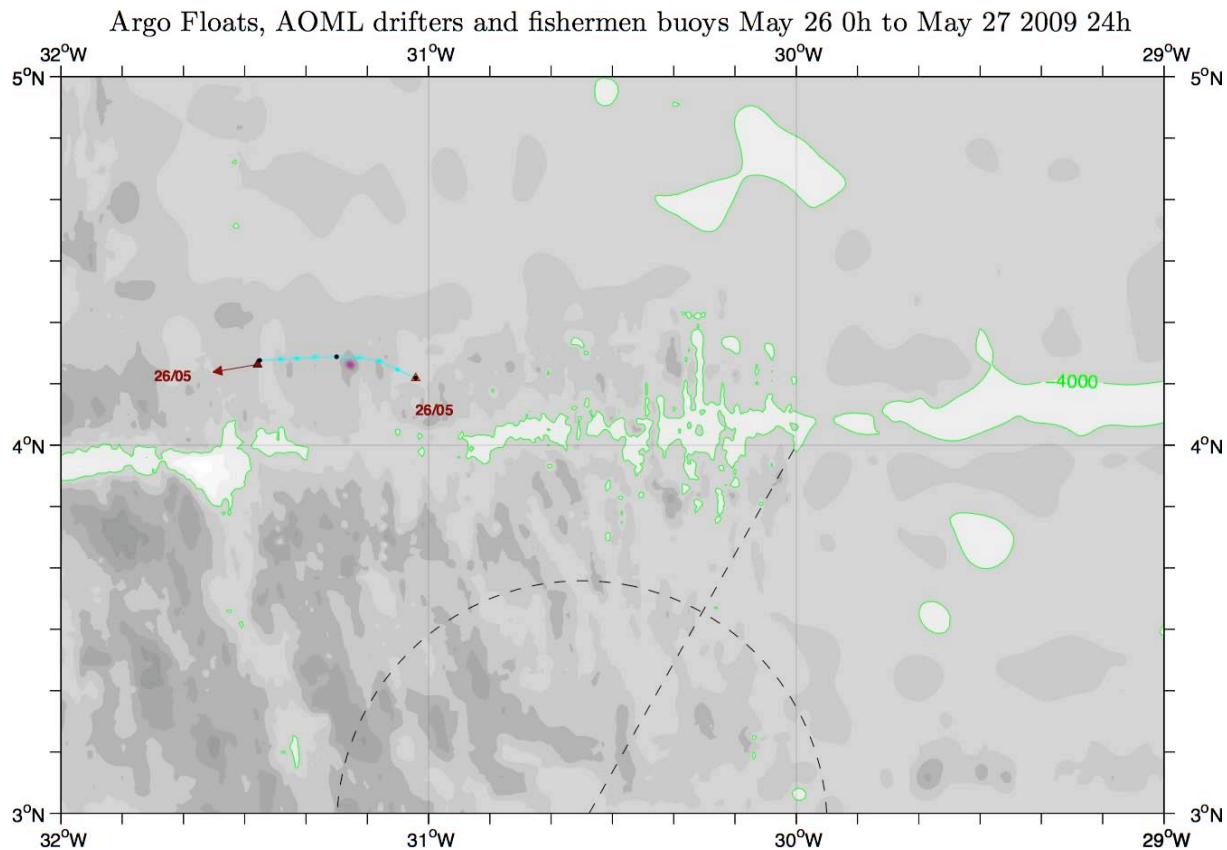 Argo Floats, AOML drifters and fishermen buoys May 26 0h to May 27 2009 24h
32°W 31°W 30°W 29°W
5°N 5°N
26/05
−4000
26/05
4°N 4°N
3°N 3°N
32°W 31°W 30°W 29°W